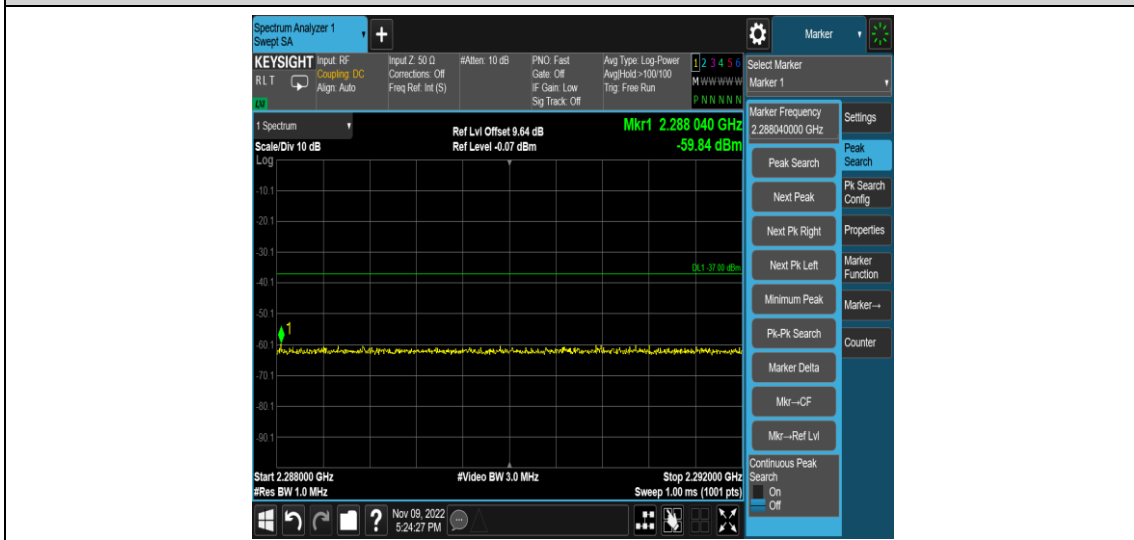 Spectrum Analyzer 1
Swept SA
+
Marker
KEYSIGHT
RLT
LV
Input: RF
Coupling: DC
Align: Auto
Input Z: 50 Ω
Corrections: Off
Freq Ref: Int (S)
#Atten: 10 dB
PNO: Fast
Gate: Off
IF Gain: Low
Sig Track: Off
Avg Type: Log-Power
Avg|Hold:>100/100
Trig: Free Run
1 2 3 4 5 6
M W W W W W
P N N N N N
Select Marker
Marker 1
1 Spectrum
Scale/Div 10 dB
Log
Ref Lvl Offset 9.64 dB
Ref Level -0.07 dBm
Mkr1 2.288 040 GHz
-59.84 dBm
-10.1
-20.1
-30.1
-40.1
-50.1
-60.1
-70.1
-80.1
-90.1
DL1 -37.00 dBm
1
Start 2.288000 GHz
#Res BW 1.0 MHz
#Video BW 3.0 MHz
Stop 2.292000 GHz
Sweep 1.00 ms (1001 pts)
Marker Frequency
2.288040000 GHz
Peak Search
Next Peak
Next Pk Right
Next Pk Left
Minimum Peak
Pk-Pk Search
Marker Delta
Mkr→CF
Mkr→Ref Lvl
Continuous Peak
Search
On
Off
Settings
Peak
Search
Pk Search
Config
Properties
Marker
Function
Marker→
Counter
?
Nov 09, 2022
5:24:27 PM